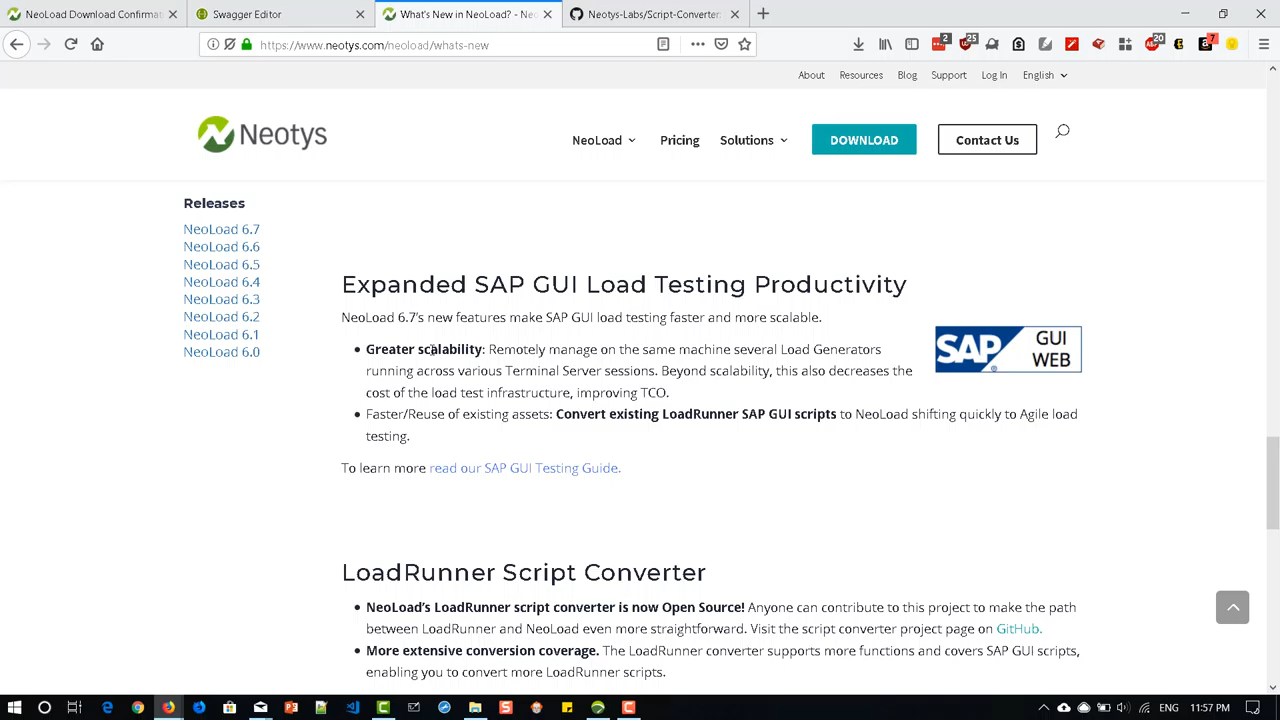 NeoLoad Download Confirmati
Swagger Editor
What's New in NeoLoad? - Neo
Neotys-Labs/Script-Converter:
https://www.neotys.com/neoload/whats-new
2
25
20
7
About
Resources
Blog
Support
Log In
English
Neotys
NeoLoad
Pricing
Solutions
DOWNLOAD
Contact Us
Releases
NeoLoad 6.7
NeoLoad 6.6
NeoLoad 6.5
NeoLoad 6.4
NeoLoad 6.3
NeoLoad 6.2
NeoLoad 6.1
NeoLoad 6.0
Expanded SAP GUI Load Testing Productivity
NeoLoad 6.7's new features make SAP GUI load testing faster and more scalable.
Greater scalability: Remotely manage on the same machine several Load Generators
running across various Terminal Server sessions. Beyond scalability, this also decreases the
cost of the load test infrastructure, improving TCO.
SAP
GUI
WEB
Faster/Reuse of existing assets: Convert existing LoadRunner SAP GUI scripts to NeoLoad shifting quickly to Agile load
testing.
To learn more read our SAP GUI Testing Guide.
LoadRunner Script Converter
NeoLoad's LoadRunner script converter is now Open Source! Anyone can contribute to this project to make the path
between LoadRunner and NeoLoad even more straightforward. Visit the script converter project page on GitHub.
More extensive conversion coverage. The LoadRunner converter supports more functions and covers SAP GUI scripts,
enabling you to convert more LoadRunner scripts.
ENG
11:57 PM